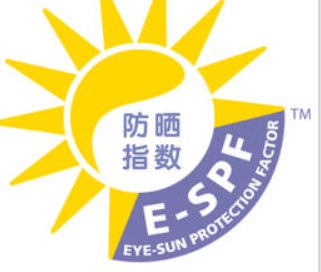 防晒
指数
E-SPF
EYE-SUN PROTECTION FACTOR
TM